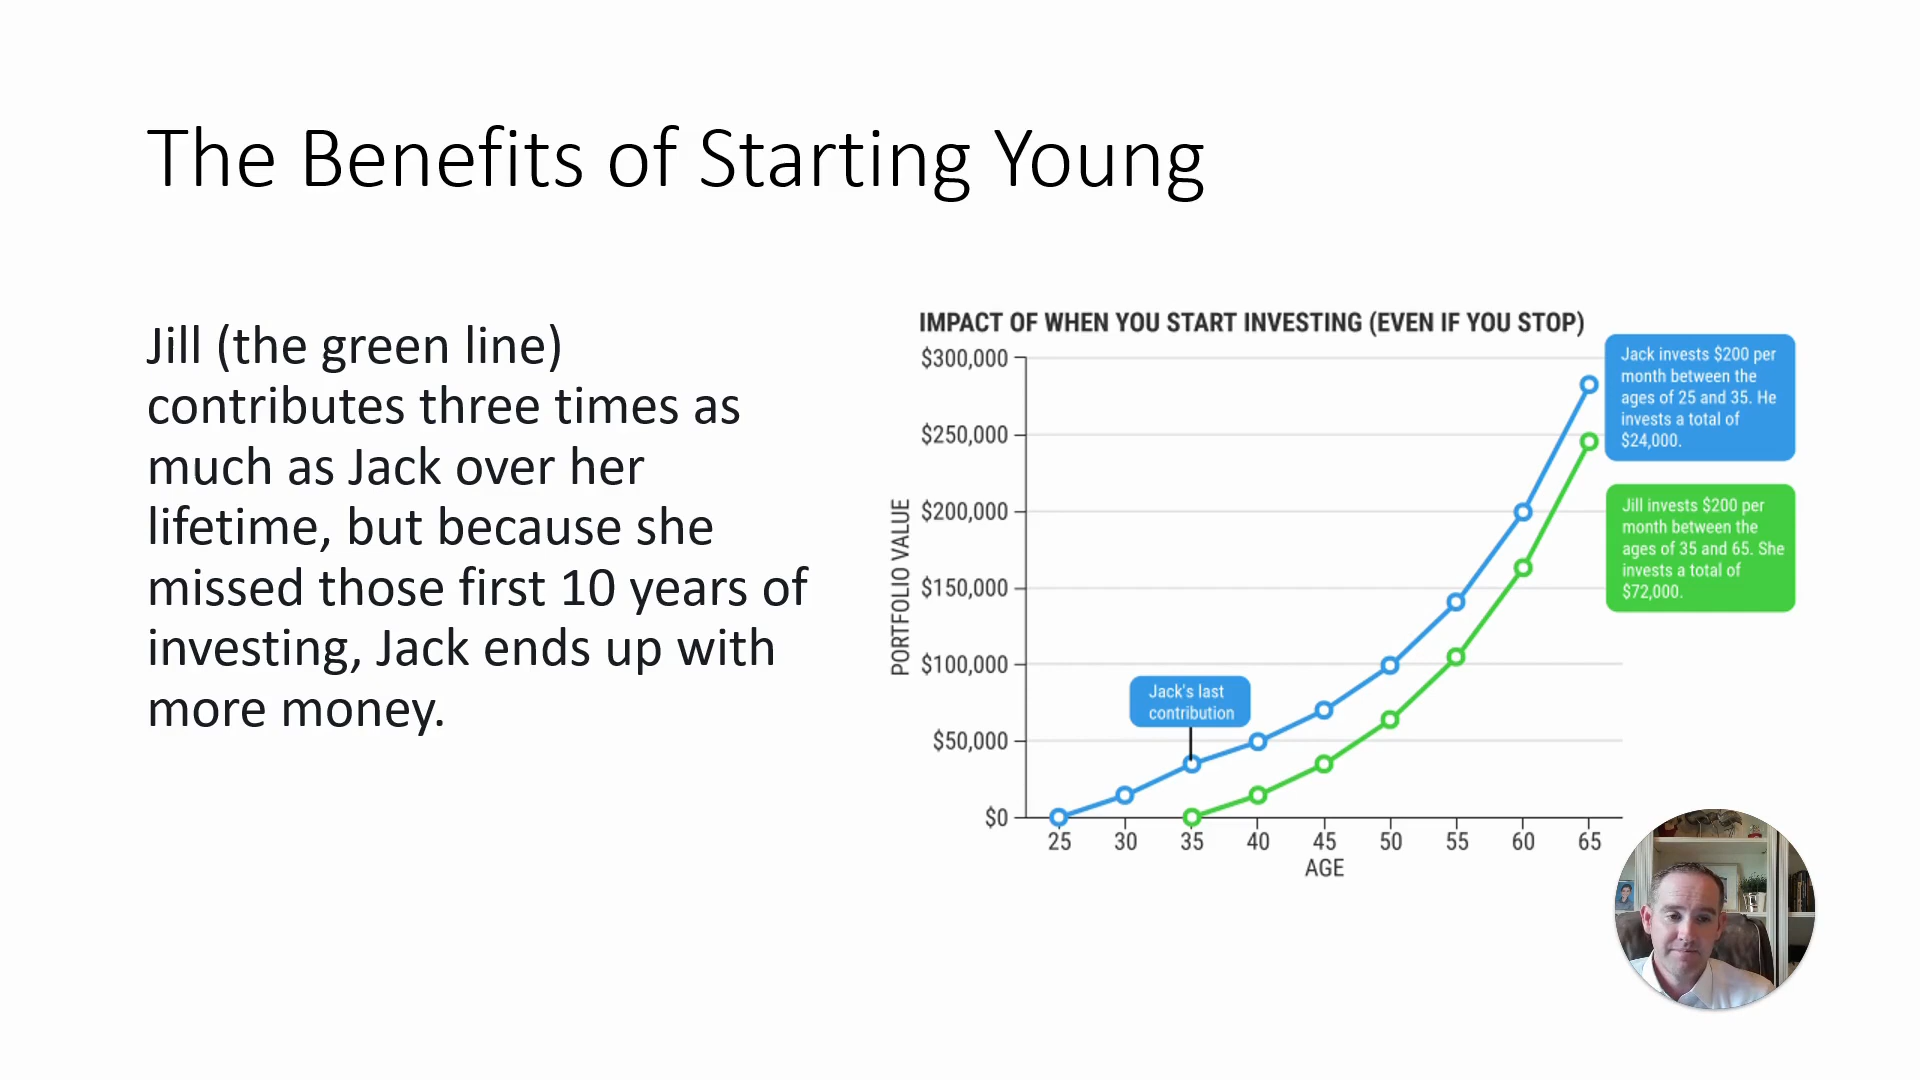 The Benefits of Starting Young
Jill (the green line)
contributes three times as
much as Jack over her
lifetime, but because she
missed those first 10 years of
investing, Jack ends up with
more money.
IMPACT OF WHEN YOU START INVESTING (EVEN IF YOU STOP)
PORTFOLIO VALUE
$300,000
$250,000
$200,000
$150,000
$100,000
$50,000
$0
Jack's last
contribution
25 30 35 40 45 50 55 60 65
AGE
Jack invests $200 per
month between the
ages of 25 and 35. He
invests a total of
$24,000.
Jill invests $200 per
month between the
ages of 35 and 65. She
invests a total of
$72,000.